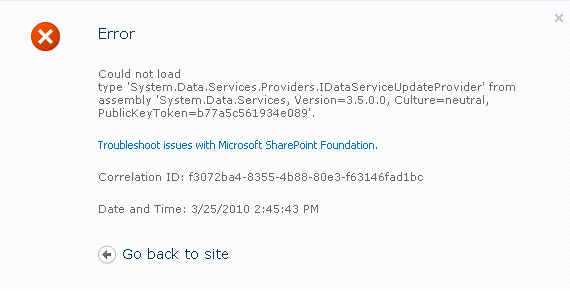 Error
Could not load
type 'System.Data.Services.Providers.IDataServiceUpdateProvider' from
assembly 'System.Data.Services, Version=3.5.0.0, Culture=neutral,
PublicKeyToken=b77a5c561934e089'.
Troubleshoot issues with Microsoft SharePoint Foundation.
Correlation ID: f3072ba4-8355-4b88-80e3-f63146fad1bc
Date and Time: 3/25/2010 2:45:43 PM
Go back to site